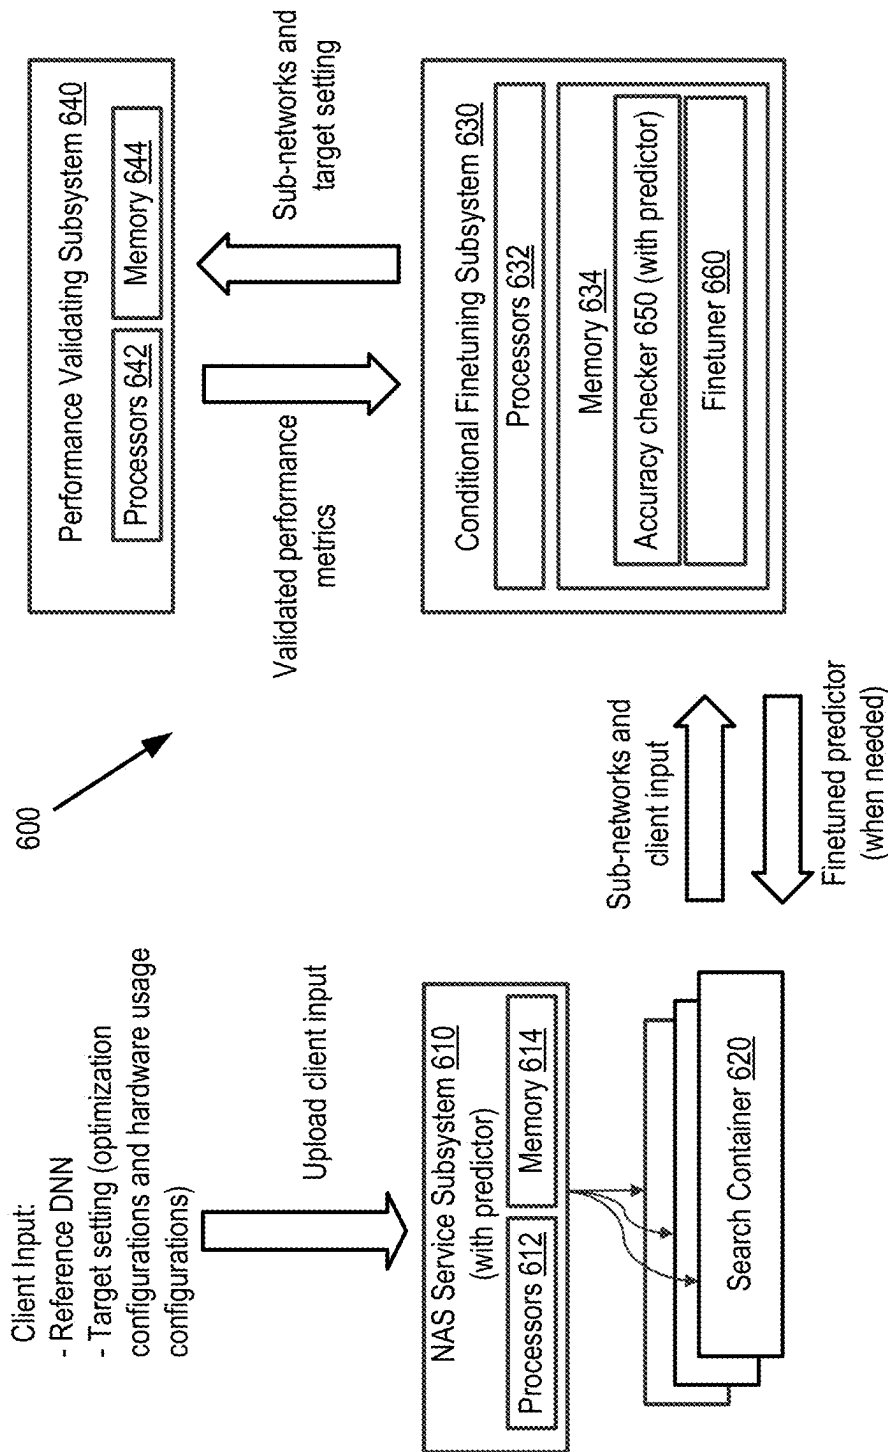 600
Client Input:
- Reference DNN
- Target setting (optimization
configurations and hardware usage
configurations)
Upload client input
NAS Service Subsystem 610
(with predictor)
Processors 612
Memory 614
Search Container 620
Sub-networks and
client input
Finetuned predictor
(when needed)
Performance Validating Subsystem 640
Processors 642
Memory 644
Validated performance
metrics
Sub-networks and
target setting
Conditional Finetuning Subsystem 630
Processors 632
Memory 634
Accuracy checker 650 (with predictor)
Finetuner 660